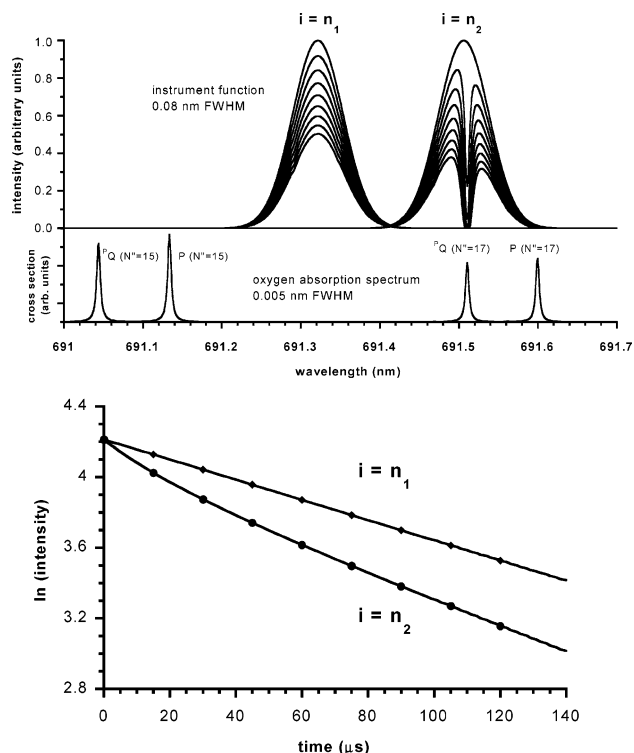 i = n1 i = n2
intensity (arbitrary units)
1.0
0.8
0.6
0.4
0.2
0.0
instrument function
0.08 nm FWHM
cross section
(arb. units)
PQ (N"=15) P (N"=15) PQ (N"=17) P (N"=17)
oxygen absorption spectrum
0.005 nm FWHM
691 691.1 691.2 691.3 691.4 691.5 691.6 691.7
wavelength (nm)
ln (intensity)
4.4
4
3.6
3.2
2.8
i = n1
i = n2
0 20 40 60 80 100 120 140
time (μs)